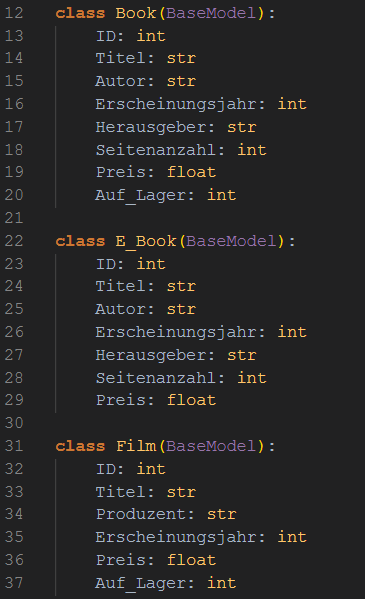 12 class Book(BaseModel):
13     ID: int
14     Titel: str
15     Autor: str
16     Erscheinungsjahr: int
17     Herausgeber: str
18     Seitenanzahl: int
19     Preis: float
20     Auf_Lager: int
21
22 class E_Book(BaseModel):
23     ID: int
24     Titel: str
25     Autor: str
26     Erscheinungsjahr: int
27     Herausgeber: str
28     Seitenanzahl: int
29     Preis: float
30
31 class Film(BaseModel):
32     ID: int
33     Titel: str
34     Produzent: str
35     Erscheinungsjahr: int
36     Preis: float
37     Auf_Lager: int